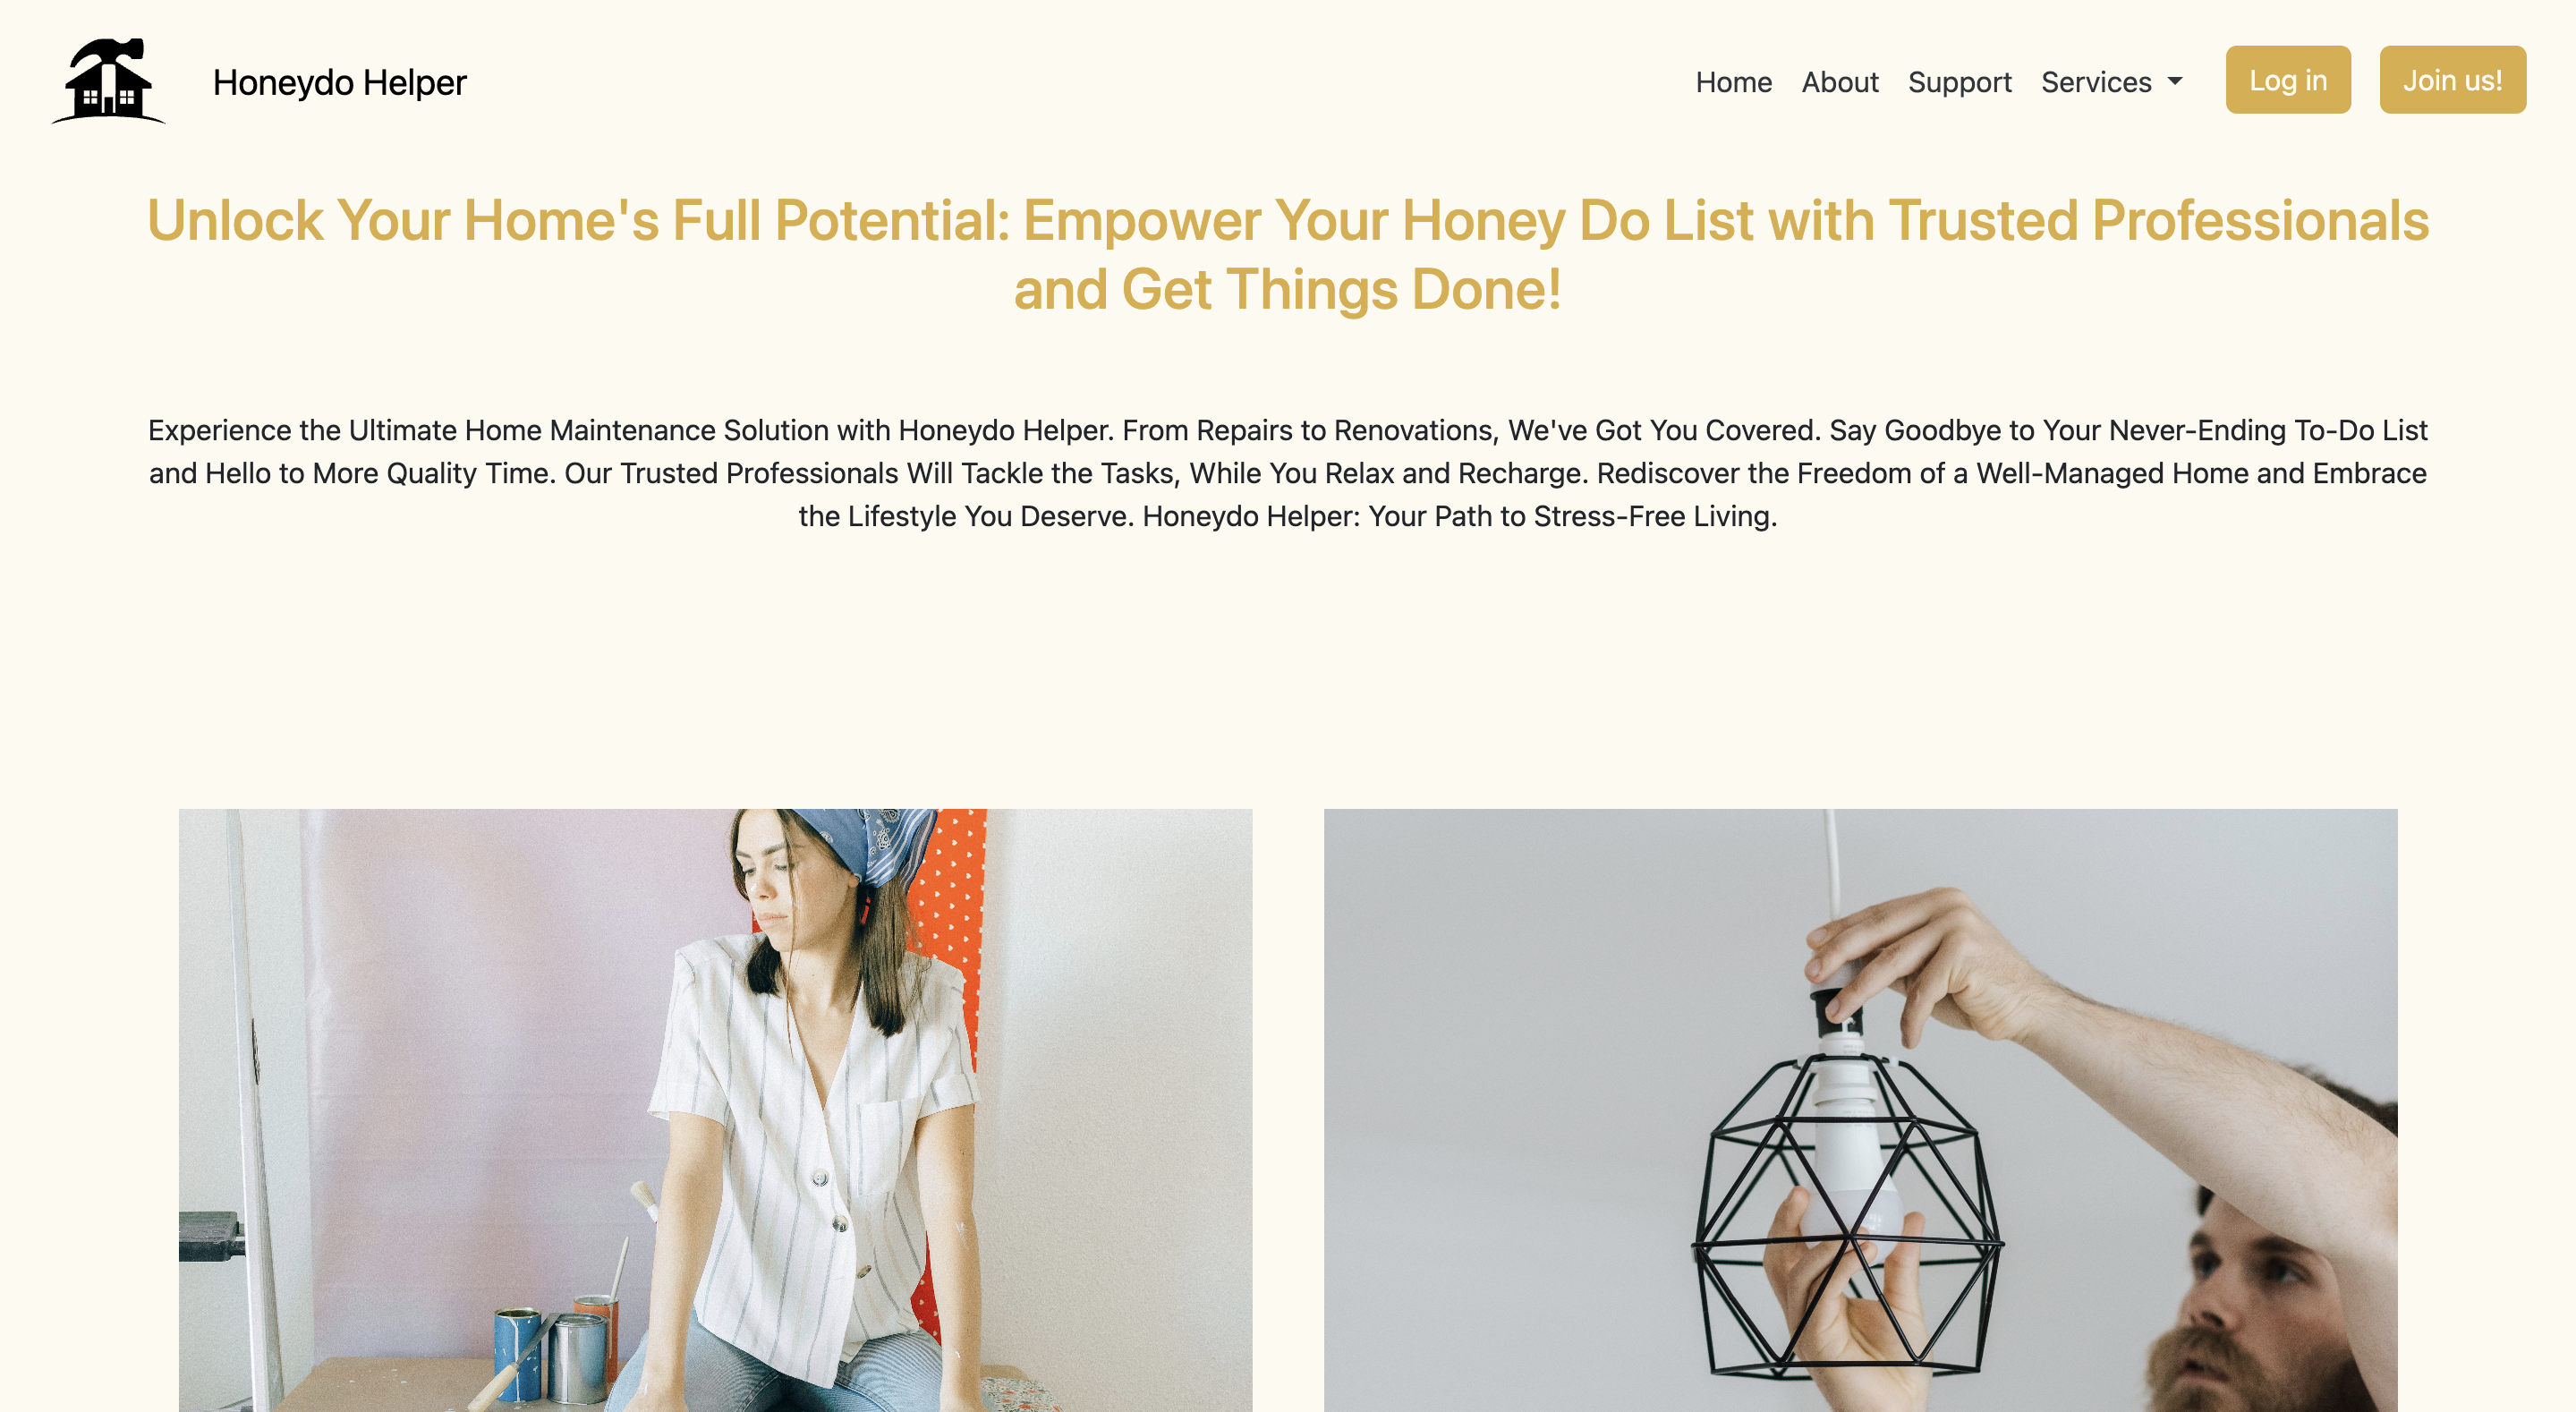 Honeydo Helper
Home About Support Services Log in Join us!
Unlock Your Home's Full Potential: Empower Your Honey Do List with Trusted Professionals
and Get Things Done!
Experience the Ultimate Home Maintenance Solution with Honeydo Helper. From Repairs to Renovations, We've Got You Covered. Say Goodbye to Your Never-Ending To-Do List
and Hello to More Quality Time. Our Trusted Professionals Will Tackle the Tasks, While You Relax and Recharge. Rediscover the Freedom of a Well-Managed Home and Embrace
the Lifestyle You Deserve. Honeydo Helper: Your Path to Stress-Free Living.